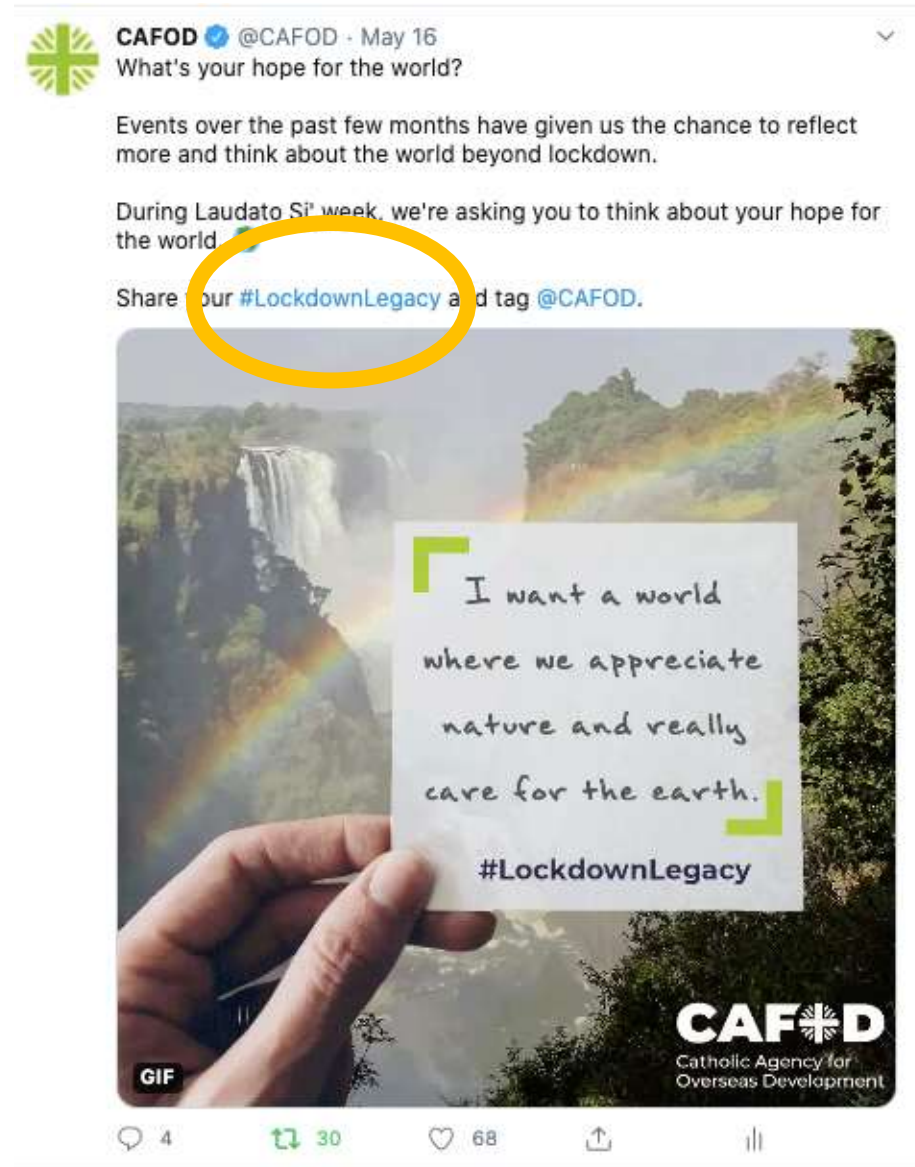 CAFOD @CAFOD · May 16
What's your hope for the world?
Events over the past few months have given us the chance to reflect
more and think about the world beyond lockdown.
During Laudato Si' week, we're asking you to think about your hope for
the world.
Share your #LockdownLegacy and tag @CAFOD.
I want a world
where we appreciate
nature and really
care for the earth.
#LockdownLegacy
CAFOD
Catholic Agency for
Overseas Development
GIF
4 30 68